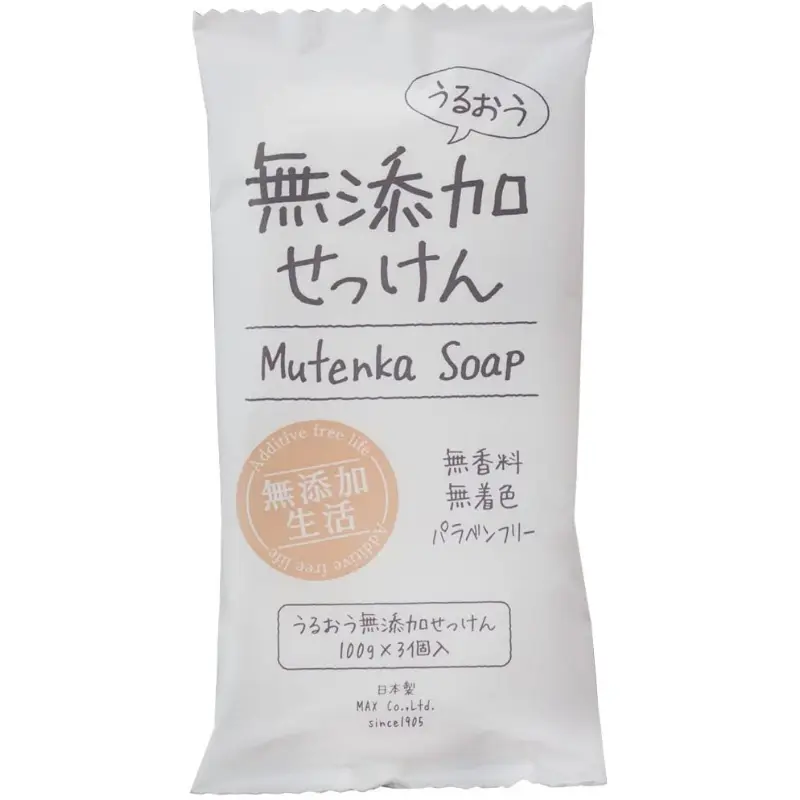 うるおう
無添加
せっけん
Mutenka Soap
Additive free life
無添加
生活
Additive free life
無香料
無着色
パラベンフリー
うるおう無添加せっけん
100g×3個入
日本製
MAX Co.,Ltd.
since1905